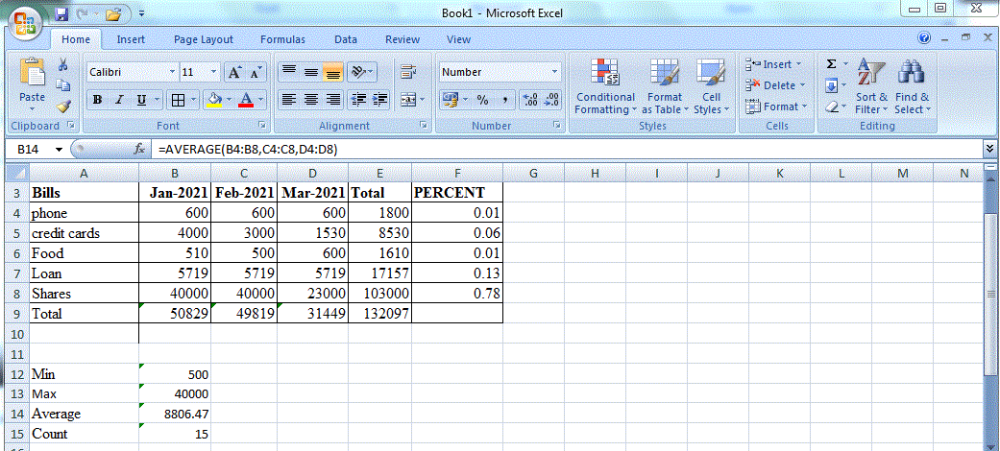 Book1 - Microsoft Excel
Home Insert Page Layout Formulas Data Review View
Paste
Calibri 11 A A
B I U A
Number
% ,
.0 .00 .00 .0
Conditional Formatting
Format as Table
Cell Styles
Insert
Delete
Format
Σ
Sort & Filter
Find & Select
Clipboard Font Alignment Number Styles Cells Editing
B14 fx =AVERAGE(B4:B8,C4:C8,D4:D8)
A B C D E F G H I J K L M N
3 Bills Jan-2021 Feb-2021 Mar-2021 Total PERCENT
4 phone 600 600 600 1800 0.01
5 credit cards 4000 3000 1530 8530 0.06
6 Food 510 500 600 1610 0.01
7 Loan 5719 5719 5719 17157 0.13
8 Shares 40000 40000 23000 103000 0.78
9 Total 50829 49819 31449 132097
10
11
12 Min 500
13 Max 40000
14 Average 8806.47
15 Count 15